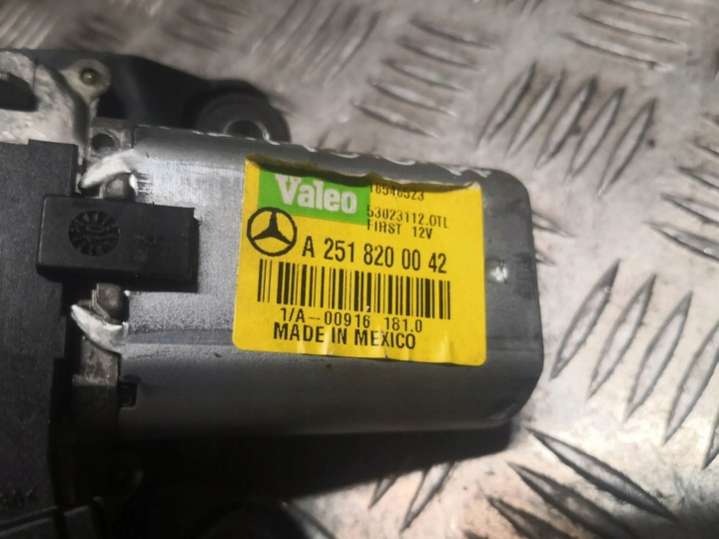 Valeo
53023112.0TL
FIRST 12V
A 251 820 00 42
1/A-00916 181.0
MADE IN MEXICO